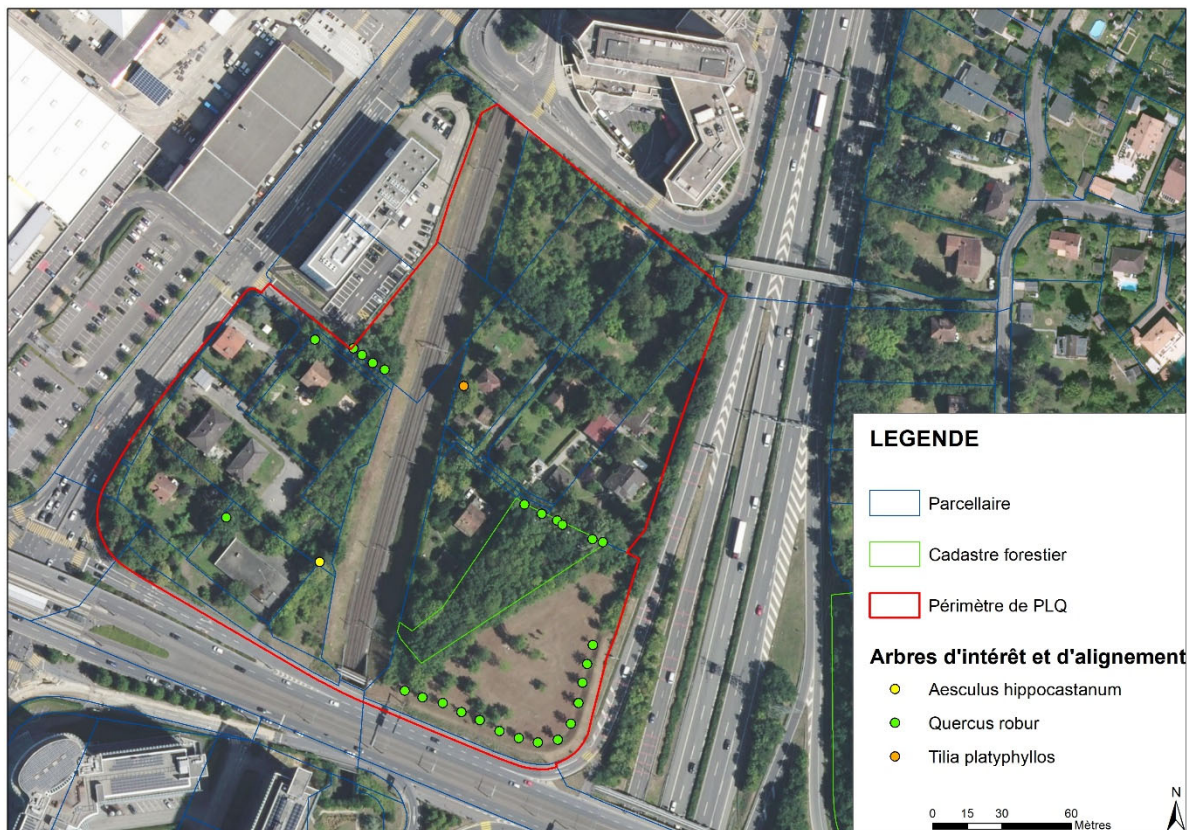 LEGENDE
Parcellaire
Cadastre forestier
Périmètre de PLQ
Arbres d'intérêt et d'alignement
Aesculus hippocastanum
Quercus robur
Tilia platyphyllos
N
0 15 30 60
Mètres